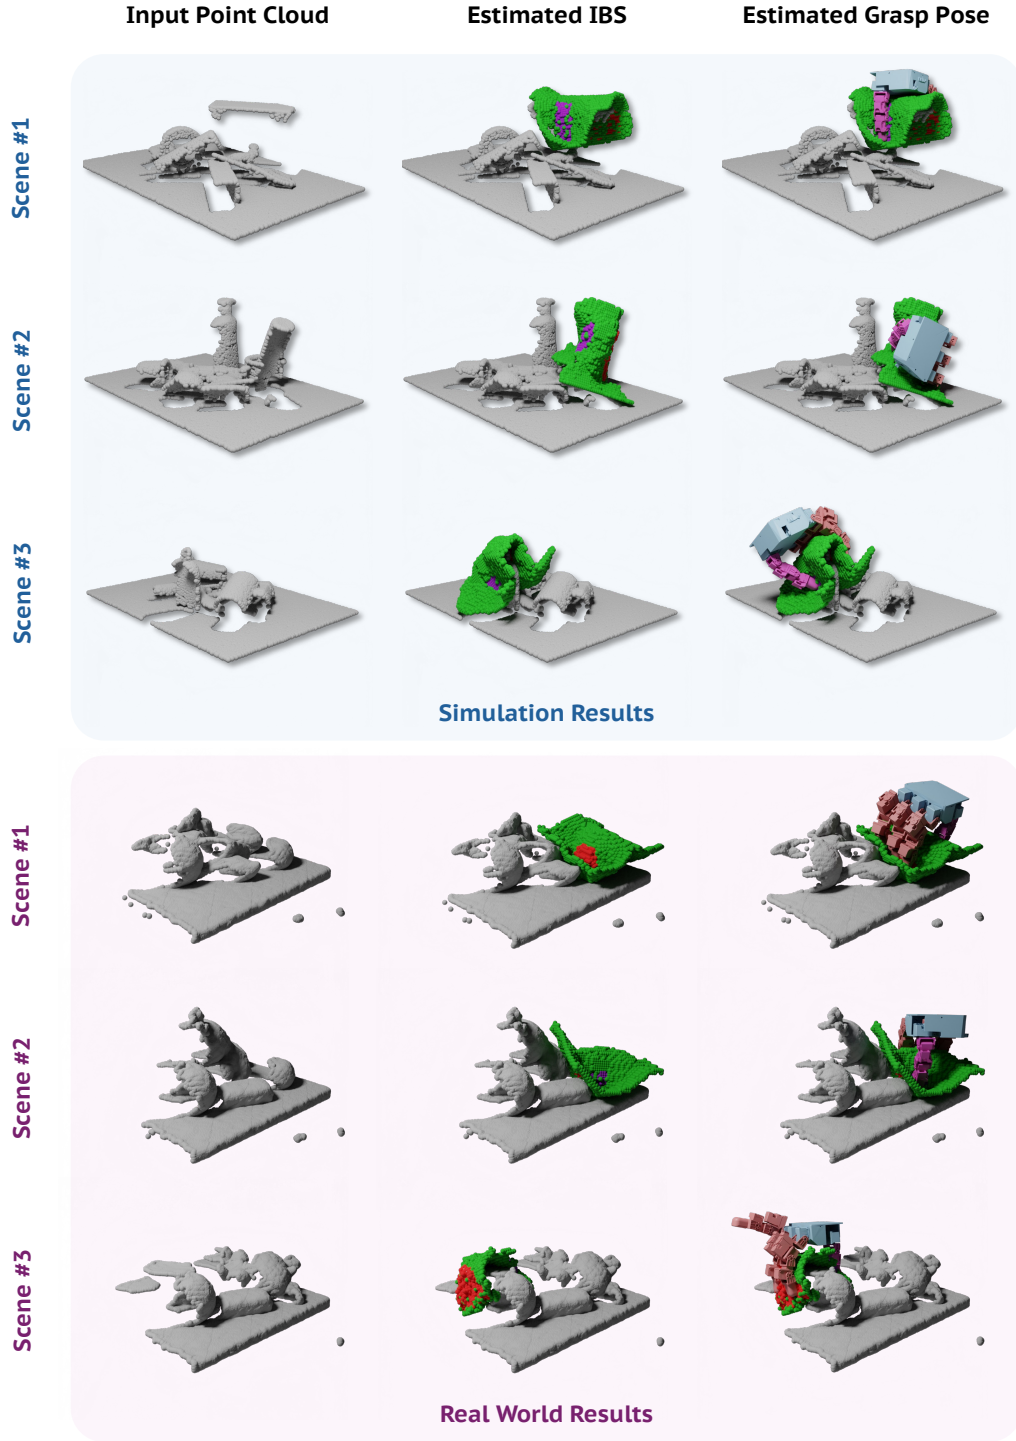 Input Point Cloud
Estimated IBS
Estimated Grasp Pose
Scene #1
Scene #2
Scene #3
Simulation Results
Scene #1
Scene #2
Scene #3
Real World Results